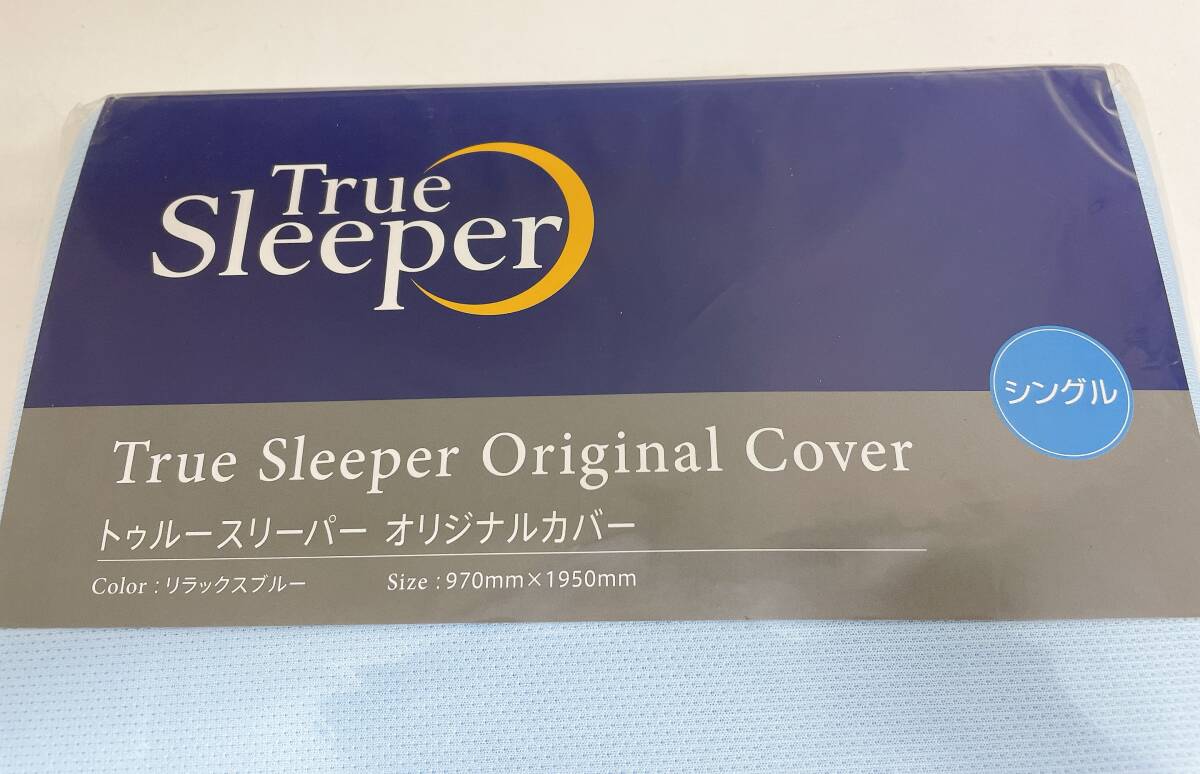 True
Sleeper
シングル
True Sleeper Original Cover
トゥルースリーパー オリジナルカバー
Color : リラックスブルー Size : 970mm×1950mm